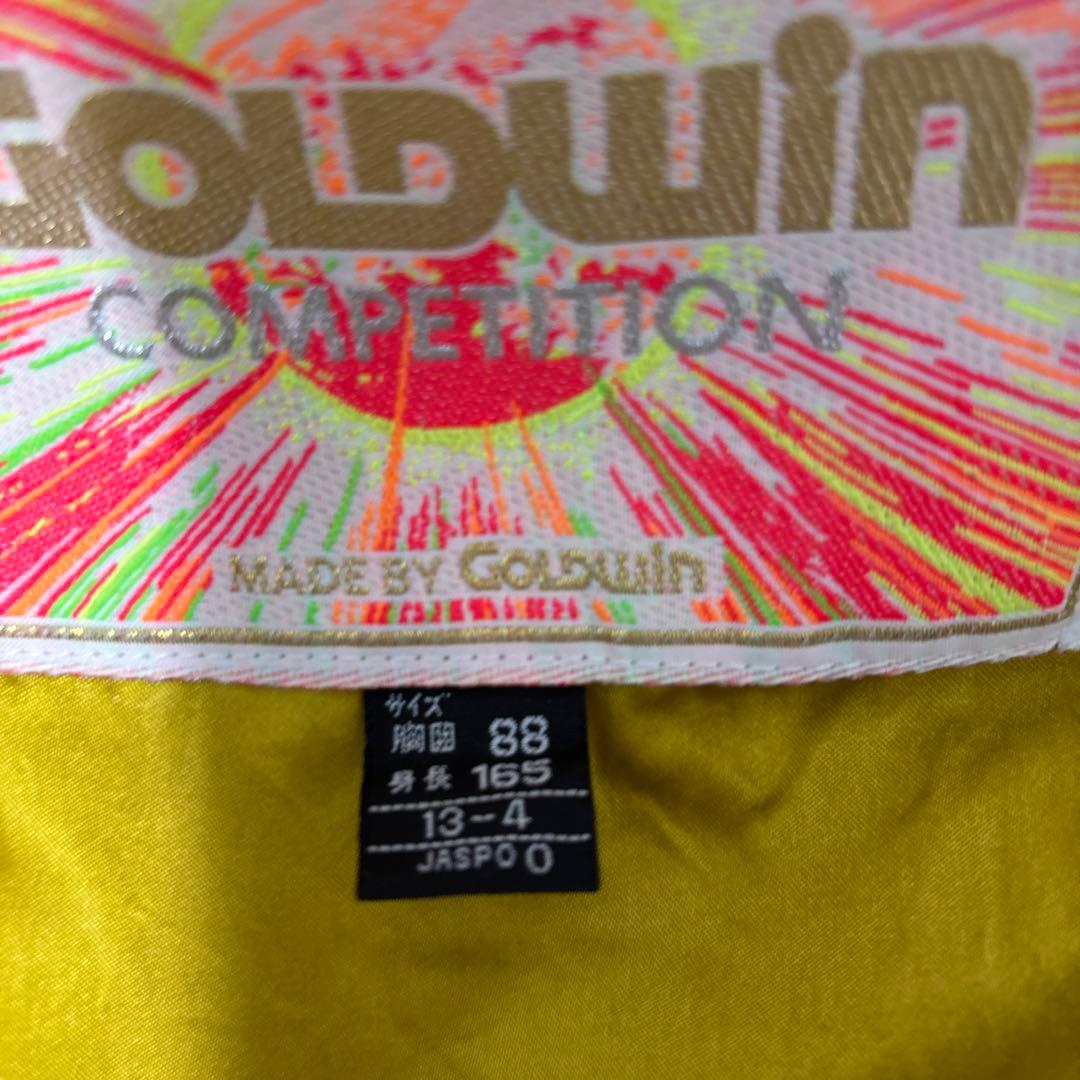 GOLDWIN
COMPETITION
MADE BY GOLDWIN
サイズ
胸囲 88
身長 165
13-4
JASPO O